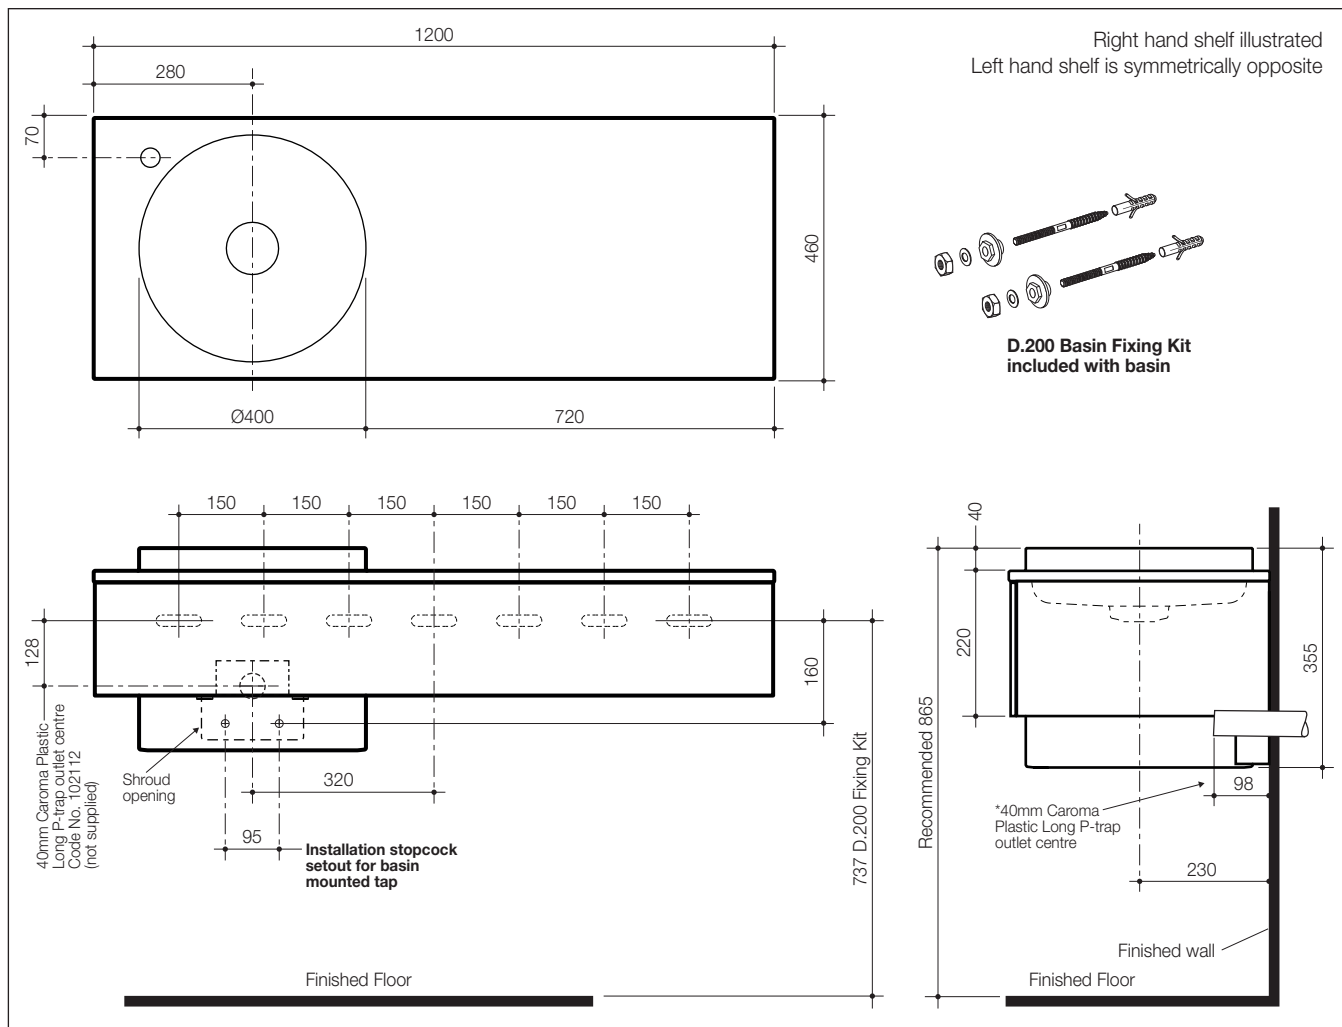 1200
Right hand shelf illustrated
Left hand shelf is symmetrically opposite
280
70
460
D.200 Basin Fixing Kit
included with basin
Ø400
720
150
150
150
150
150
150
128
160
40mm Caroma Plastic
Long P-trap outlet centre
Code No. 102112
(not supplied)
Shroud
opening
320
95
Installation stopcock
setout for basin
mounted tap
737 D.200 Fixing Kit
Finished Floor
40
220
355
Recommended 865
98
*40mm Caroma
Plastic Long P-trap
outlet centre
230
Finished wall
Finished Floor